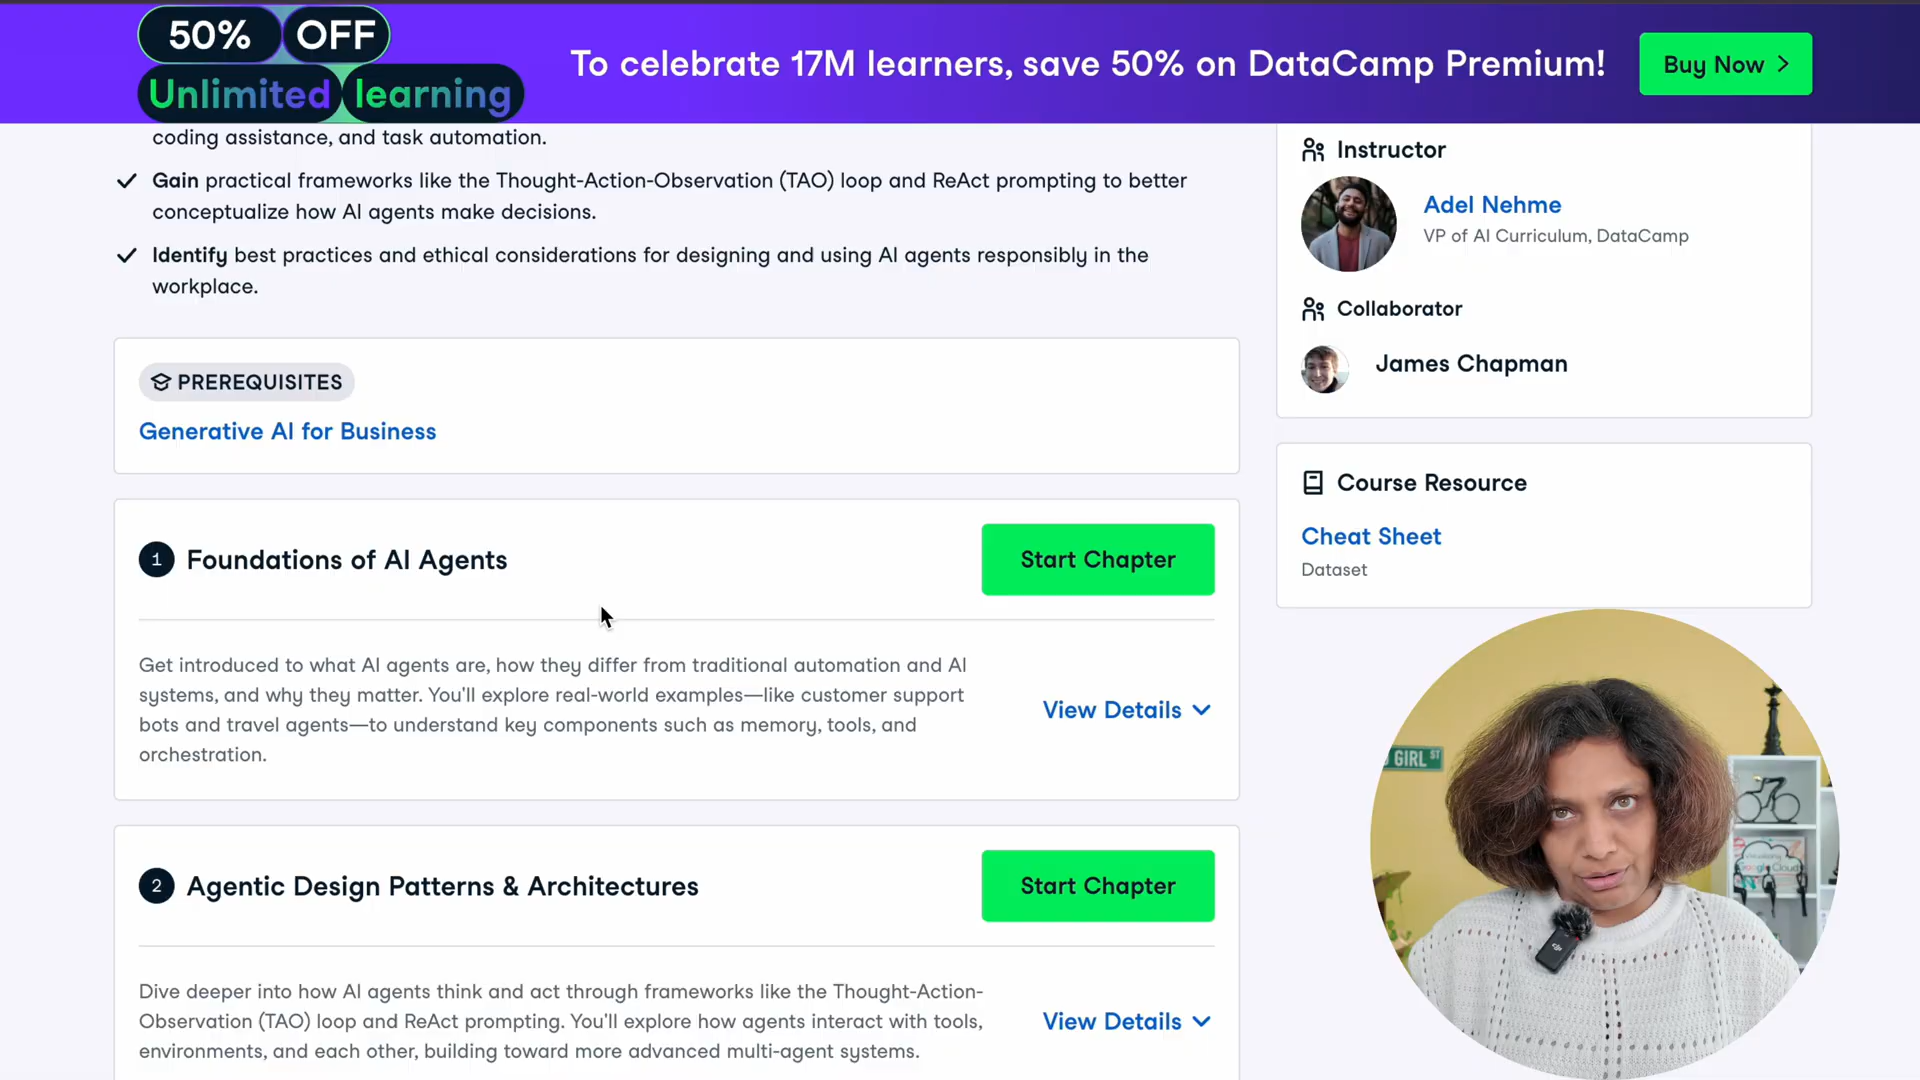 50% OFF
Unlimited learning
To celebrate 17M learners, save 50% on DataCamp Premium!
Buy Now
coding assistance, and task automation.
Gain practical frameworks like the Thought-Action-Observation (TAO) loop and ReAct prompting to better
conceptualize how AI agents make decisions.
Identify best practices and ethical considerations for designing and using AI agents responsibly in the
workplace.
PREREQUISITES
Generative AI for Business
1 Foundations of AI Agents
Start Chapter
Get introduced to what AI agents are, how they differ from traditional automation and AI
systems, and why they matter. You'll explore real-world examples—like customer support
bots and travel agents—to understand key components such as memory, tools, and
orchestration.
View Details
2 Agentic Design Patterns & Architectures
Start Chapter
Dive deeper into how AI agents think and act through frameworks like the Thought-Action-
Observation (TAO) loop and ReAct prompting. You'll explore how agents interact with tools,
environments, and each other, building toward more advanced multi-agent systems.
View Details
Instructor
Adel Nehme
VP of AI Curriculum, DataCamp
Collaborator
James Chapman
Course Resource
Cheat Sheet
Dataset
GIRL ST
Google Cloud
dji